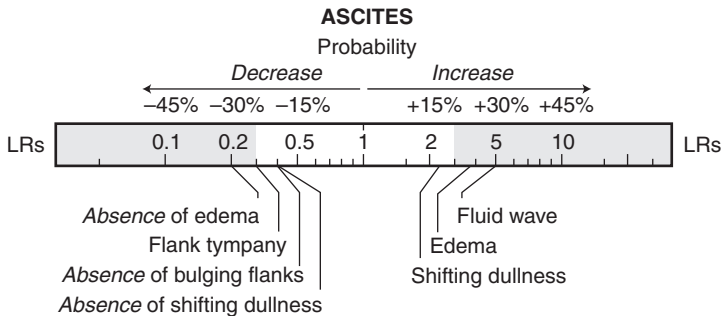 ASCITES
Probability
Decrease Increase
–45% –30% –15% +15% +30% +45%
LRs 0.1 0.2 0.5 1 2 5 10 LRs
Absence of edema Fluid wave
Flank tympany Edema
Absence of bulging flanks Shifting dullness
Absence of shifting dullness